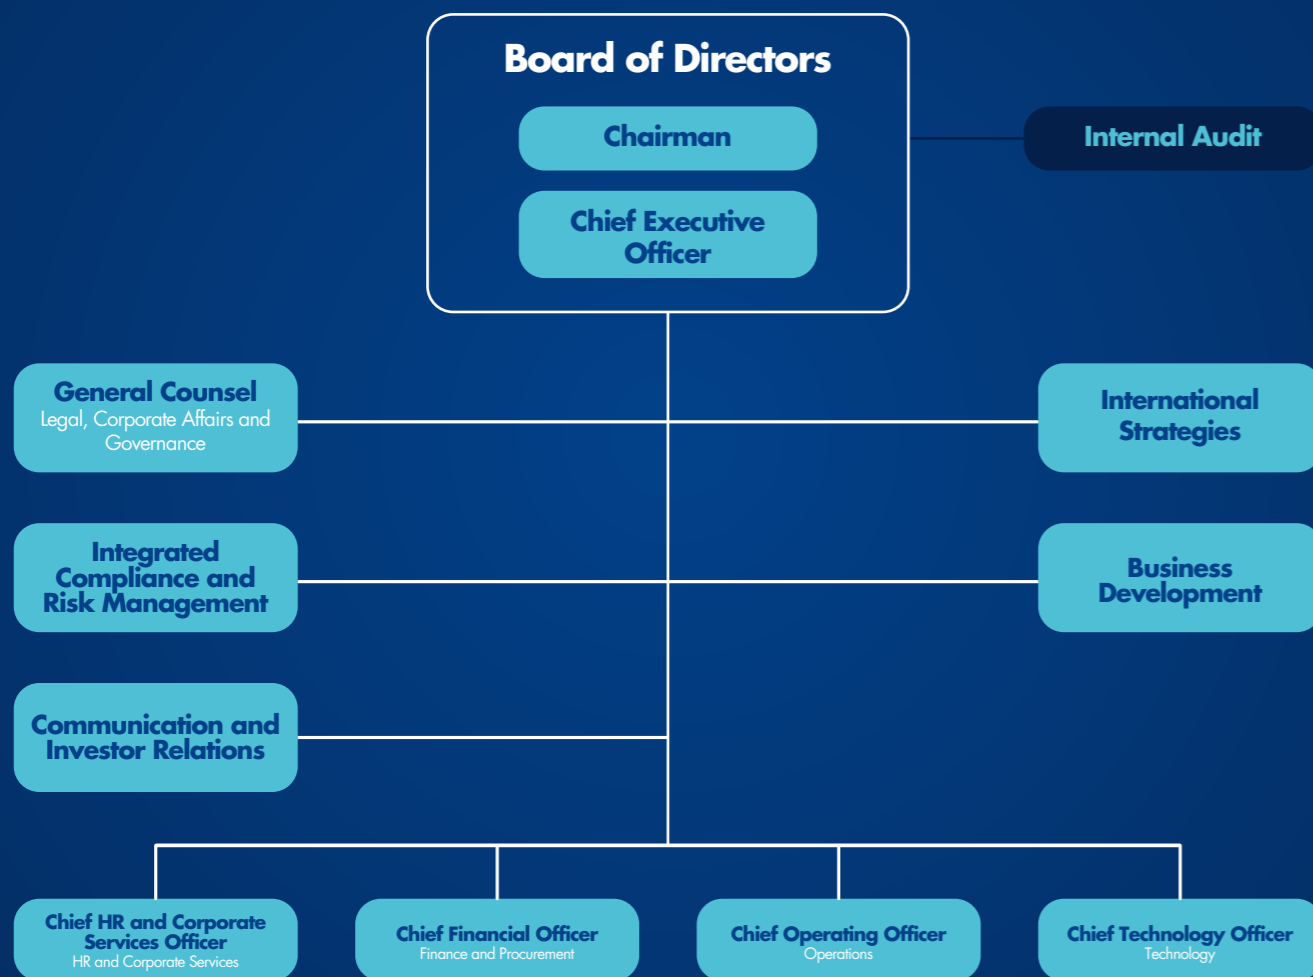 Board of Directors
Chairman
Internal Audit
Chief Executive
Officer
General Counsel
Legal, Corporate Affairs and
Governance
International
Strategies
Integrated
Compliance and
Risk Management
Business
Development
Communication and
Investor Relations
Chief HR and Corporate
Services Officer
HR and Corporate Services
Chief Financial Officer
Finance and Procurement
Chief Operating Officer
Operations
Chief Technology Officer
Technology